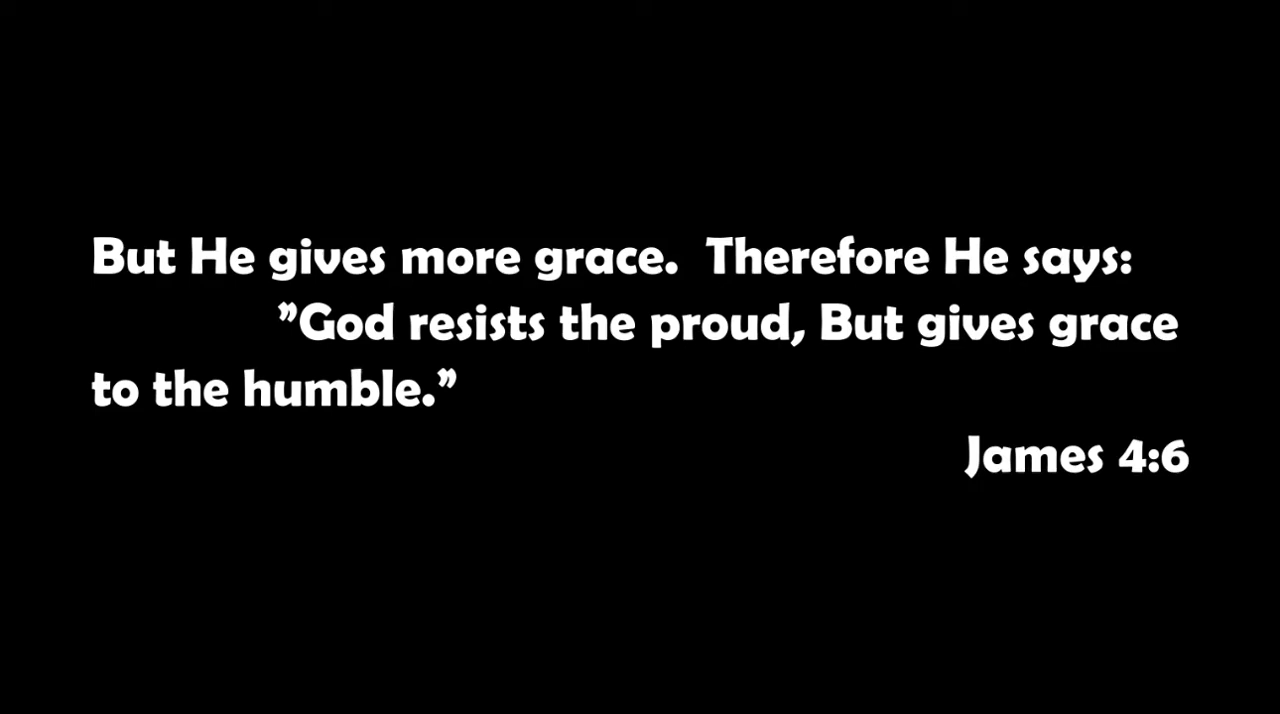 But He gives more grace.  Therefore He says:
”God resists the proud, But gives grace
to the humble.”
James 4:6